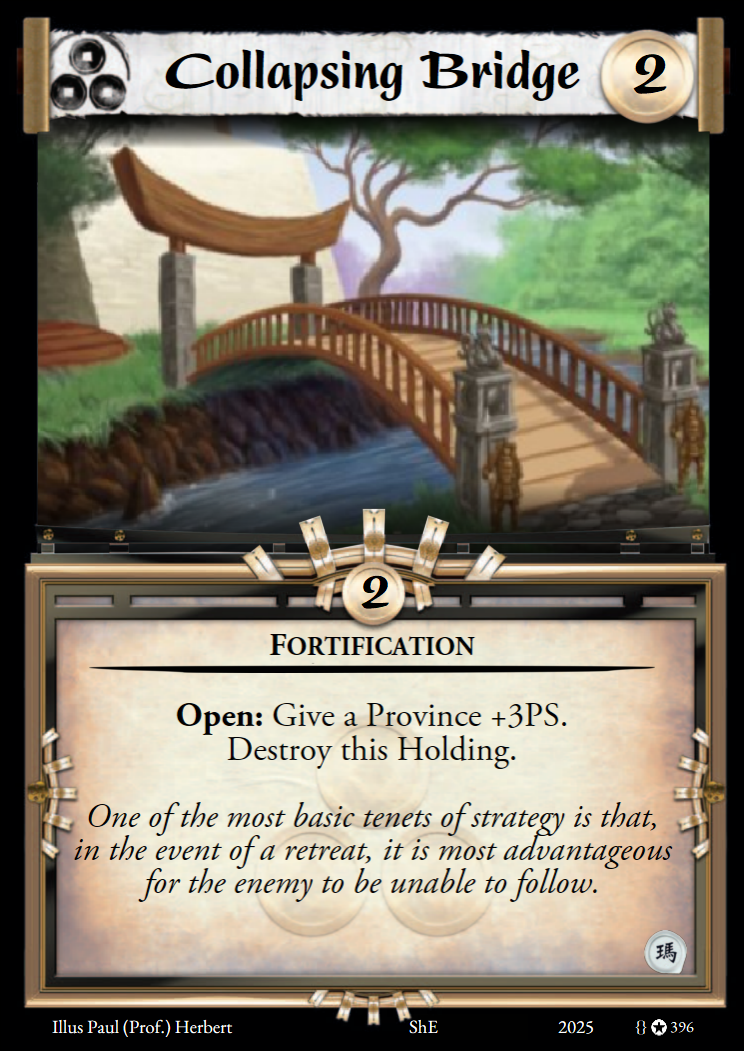 Collapsing Bridge 2
2
FORTIFICATION
Open: Give a Province +3PS.
Destroy this Holding.
One of the most basic tenets of strategy is that,
in the event of a retreat, it is most advantageous
for the enemy to be unable to follow.
瑪
Illus Paul (Prof.) Herbert ShE 2025 {} ✪ 396